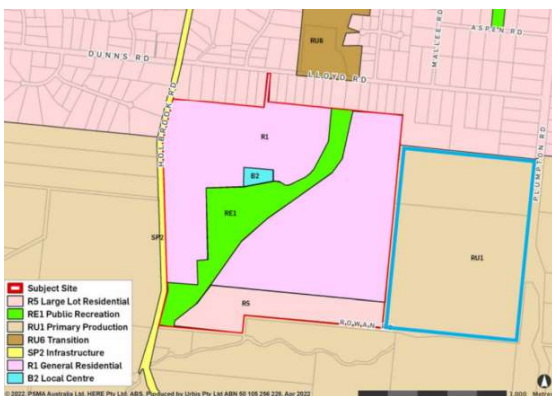 RU6
ASPEN RD
MALLEE RD
DUNNS RD
LLOYD RD
HOLBROOK RD
PLUMPTON RD
R1
B2
RE1
RU1
SP2
R5
ROWAN
Subject Site
R5 Large Lot Residential
RE1 Public Recreation
RU1 Primary Production
RU6 Transition
SP2 Infrastructure
R1 General Residential
B2 Local Centre
© 2022. PSMA Australia Ltd, HERE Pty Ltd, ABS. Produced by Urbis Pty Ltd ABN 50 105 256 228, Apr 2022